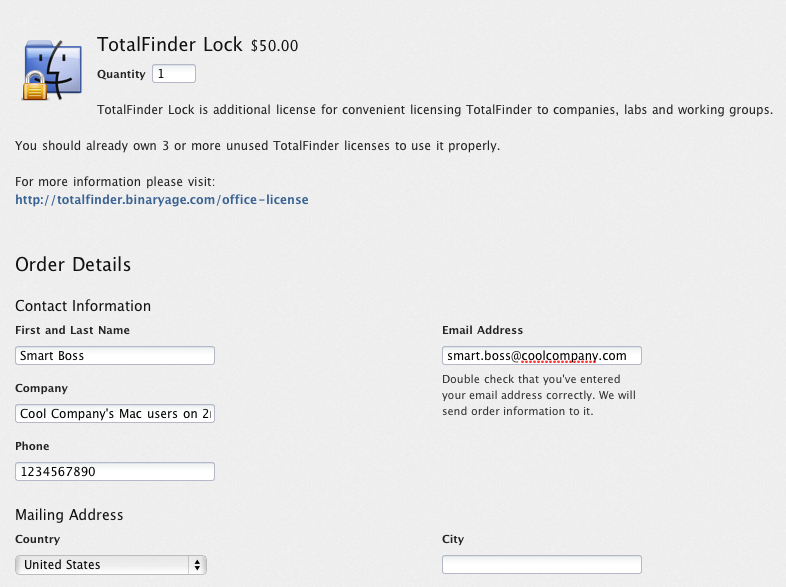 TotalFinder Lock $50.00
Quantity 1
TotalFinder Lock is additional license for convenient licensing TotalFinder to companies, labs and working groups.
You should already own 3 or more unused TotalFinder licenses to use it properly.
For more information please visit:
http://totalfinder.binaryage.com/office-license
Order Details
Contact Information
First and Last Name
Smart Boss
Email Address
smart.boss@coolcompany.com
Double check that you've entered
your email address correctly. We will
send order information to it.
Company
Cool Company's Mac users on
Phone
1234567890
Mailing Address
Country
United States
City